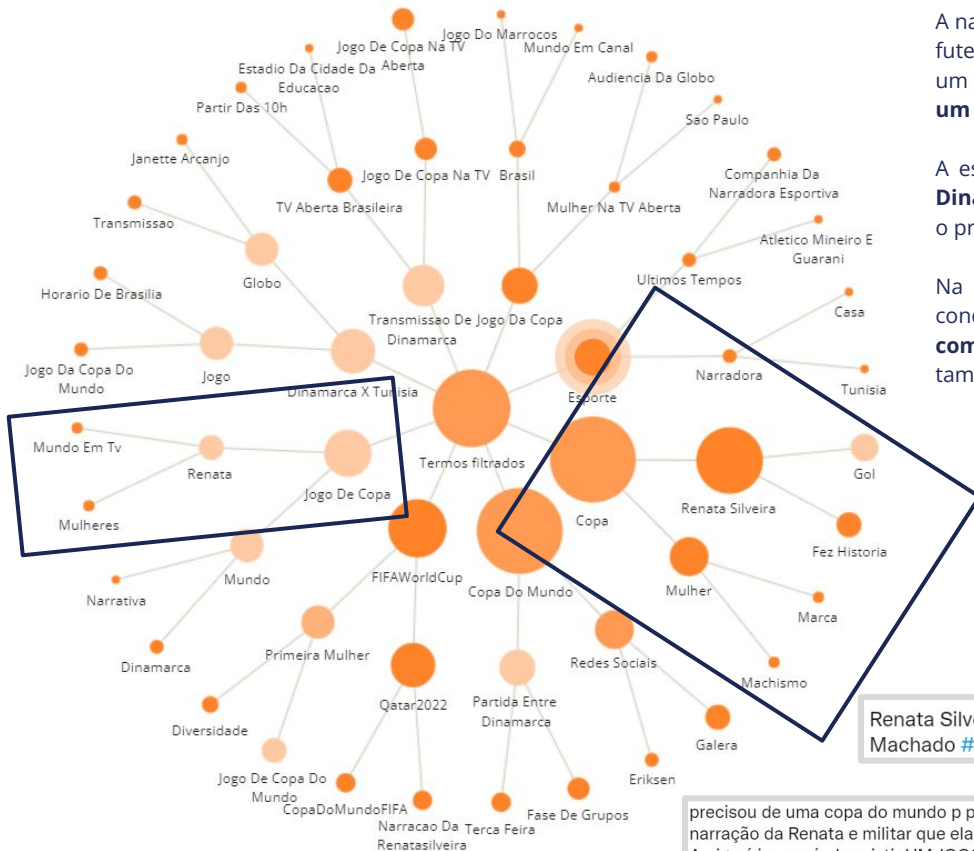 Jogo De Copa Na TV
Aberta
Jogo Do Marrocos
Mundo Em Canal
Estadio Da Cidade Da
Educacao
Audiencia Da Globo
Partir Das 10h
Sao Paulo
Janette Arcanjo
TV Aberta Brasileira
Jogo De Copa Na TV
Brasil
Mulher Na TV Aberta
Companhia Da
Narradora Esportiva
Transmissao
Atletico Mineiro E
Guarani
Globo
Ultimos Tempos
Horario De Brasilia
Transmissao De
Dinamarca
Jogo Da Copa
Casa
Jogo Da Copa Do
Mundo
Jogo
Dinamarca X Tunisia
Esporte
Narradora
Tunisia
Mundo Em Tv
Renata
Jogo De Copa
Termos filtrados
Copa
Renata Silveira
Gol
Mulheres
Fez Historia
Mundo
FIFAWorldCup
Copa Do Mundo
Mulher
Marca
Narrativa
Dinamarca
Primeira Mulher
Redes Sociais
Machismo
Qatar2022
Partida Entre
Dinamarca
Diversidade
Galera
Jogo De Copa Do
Mundo
Eriksen
CopaDoMundoFIFA
Narracao Da
Renatasilveira
Terca Feira
Fase De Grupos
A na
fute
um
um
A es
Diná
o pr
Na
conc
com
tam
Renata Silve
Machado #
precisou de uma copa do mundo p p
narração da Renata e militar que ela